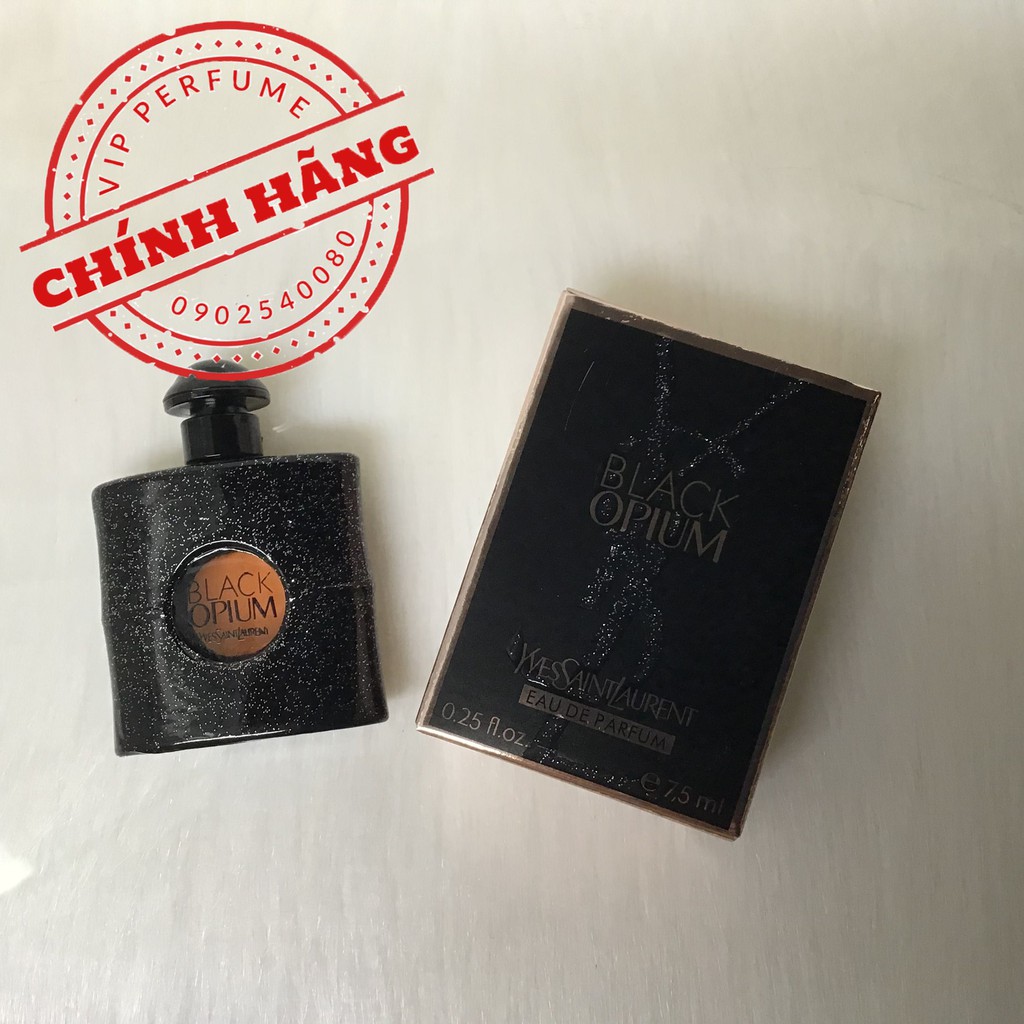 VIP PERFUME
CHÍNH HÃNG
0902540080
BLACK
OPIUM
YVESSAINTLAURENT
BLACK
OPIUM
YVESSAINTLAURENT
EAU DE PARFUM
0.25 fl.oz.
e 7,5 ml